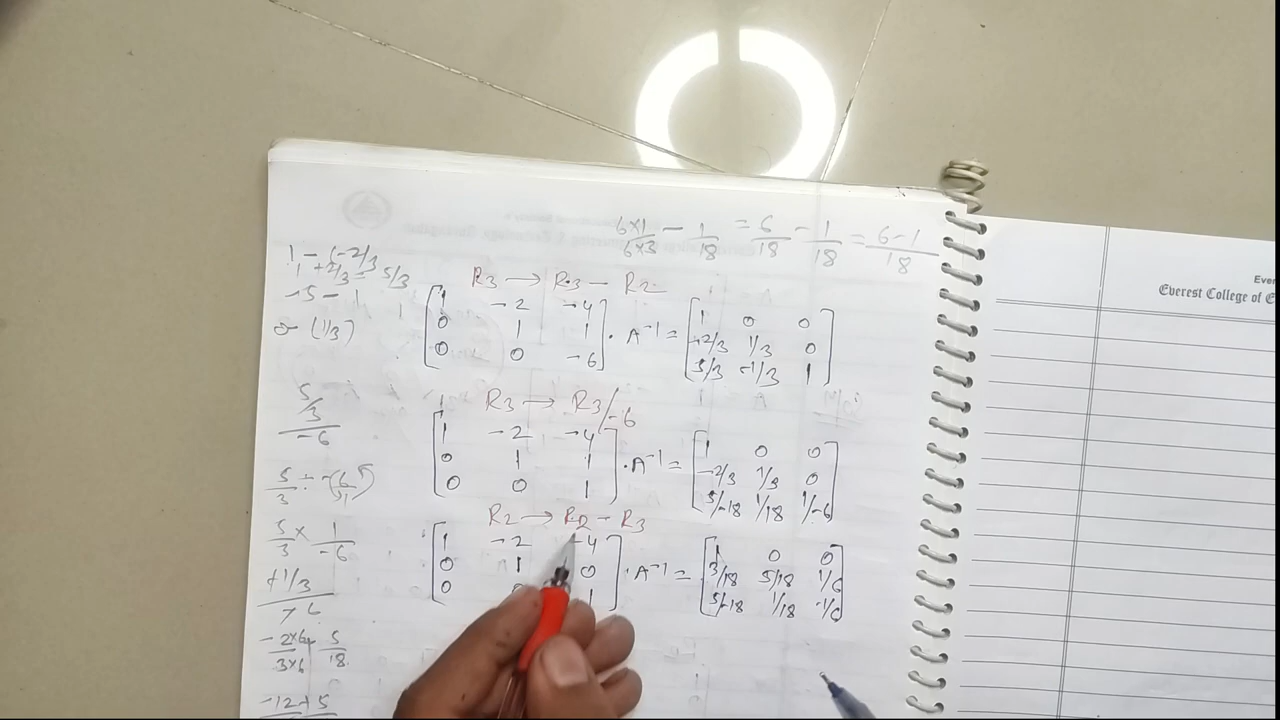 6×1/6×3 - 1/18 = 6/18 - 1/18 = 6-1/18
1 - (-2/3
1 + 2/3 = 5/3
R3 → R3 - R2
1 -2 -4 1 0 0
0 1 1 . A⁻¹ = -2/3 1/3 0
0 0 -6 5/3 -1/3 1
-5 - 1
(1/3)
R3 → R3/-6
1 -2 -4 1 0 0
0 1 1 . A⁻¹ = -2/3 1/3 0
0 0 1 5/-18 1/18 1/-6
5/3
-6
5/3 ÷ -(6/1)
5/3 × 1/-6
+1/3
+6
-2×6/3×6 + 5/18
-12+5
R2 → R2 - R3
1 -2 -4 1 0 0
0 1 0 . A⁻¹ = 3/18 5/18 1/6
0 0 1 5/-18 1/18 -1/6
Ever
Everest College of E